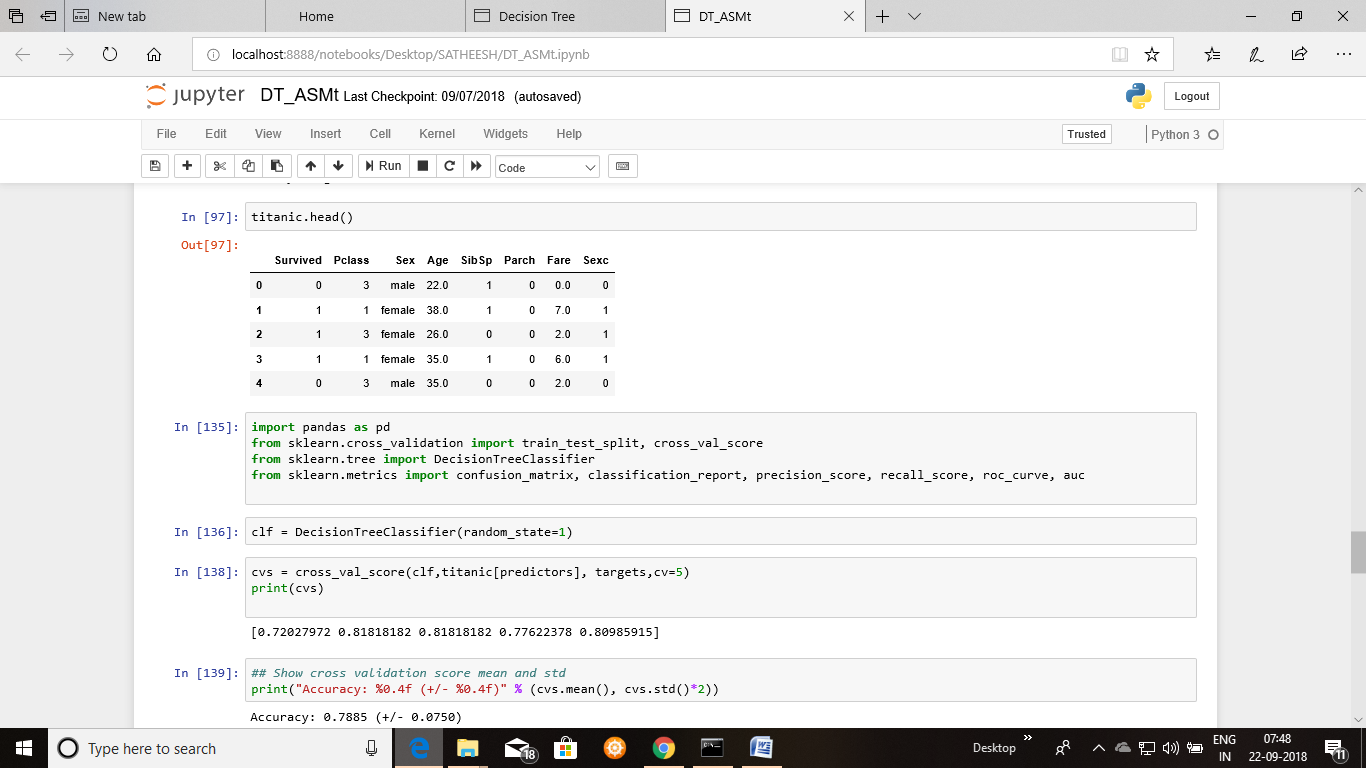 New tab
Home
Decision Tree
DT_ASMt
localhost:8888/notebooks/Desktop/SATHEESH/DT_ASMt.ipynb
jupyter DT_ASMt Last Checkpoint: 09/07/2018 (autosaved)
Logout
File Edit View Insert Cell Kernel Widgets Help
Trusted Python 3
Run Code
In [97]: titanic.head()
Out[97]:
Survived Pclass Sex Age SibSp Parch Fare Sexc
0 0 3 male 22.0 1 0 0.0 0
1 1 1 female 38.0 1 0 7.0 1
2 1 3 female 26.0 0 0 2.0 1
3 1 1 female 35.0 1 0 6.0 1
4 0 3 male 35.0 0 0 2.0 0
In [135]: import pandas as pd
from sklearn.cross_validation import train_test_split, cross_val_score
from sklearn.tree import DecisionTreeClassifier
from sklearn.metrics import confusion_matrix, classification_report, precision_score, recall_score, roc_curve, auc
In [136]: clf = DecisionTreeClassifier(random_state=1)
In [138]: cvs = cross_val_score(clf,titanic[predictors], targets,cv=5)
print(cvs)
[0.72027972 0.81818182 0.81818182 0.77622378 0.80985915]
In [139]: ## Show cross validation score mean and std
print("Accuracy: %0.4f (+/- %0.4f)" % (cvs.mean(), cvs.std()*2))
Accuracy: 0.7885 (+/- 0.0750)
Type here to search
18
Desktop
ENG
IN
07:48
22-09-2018
11